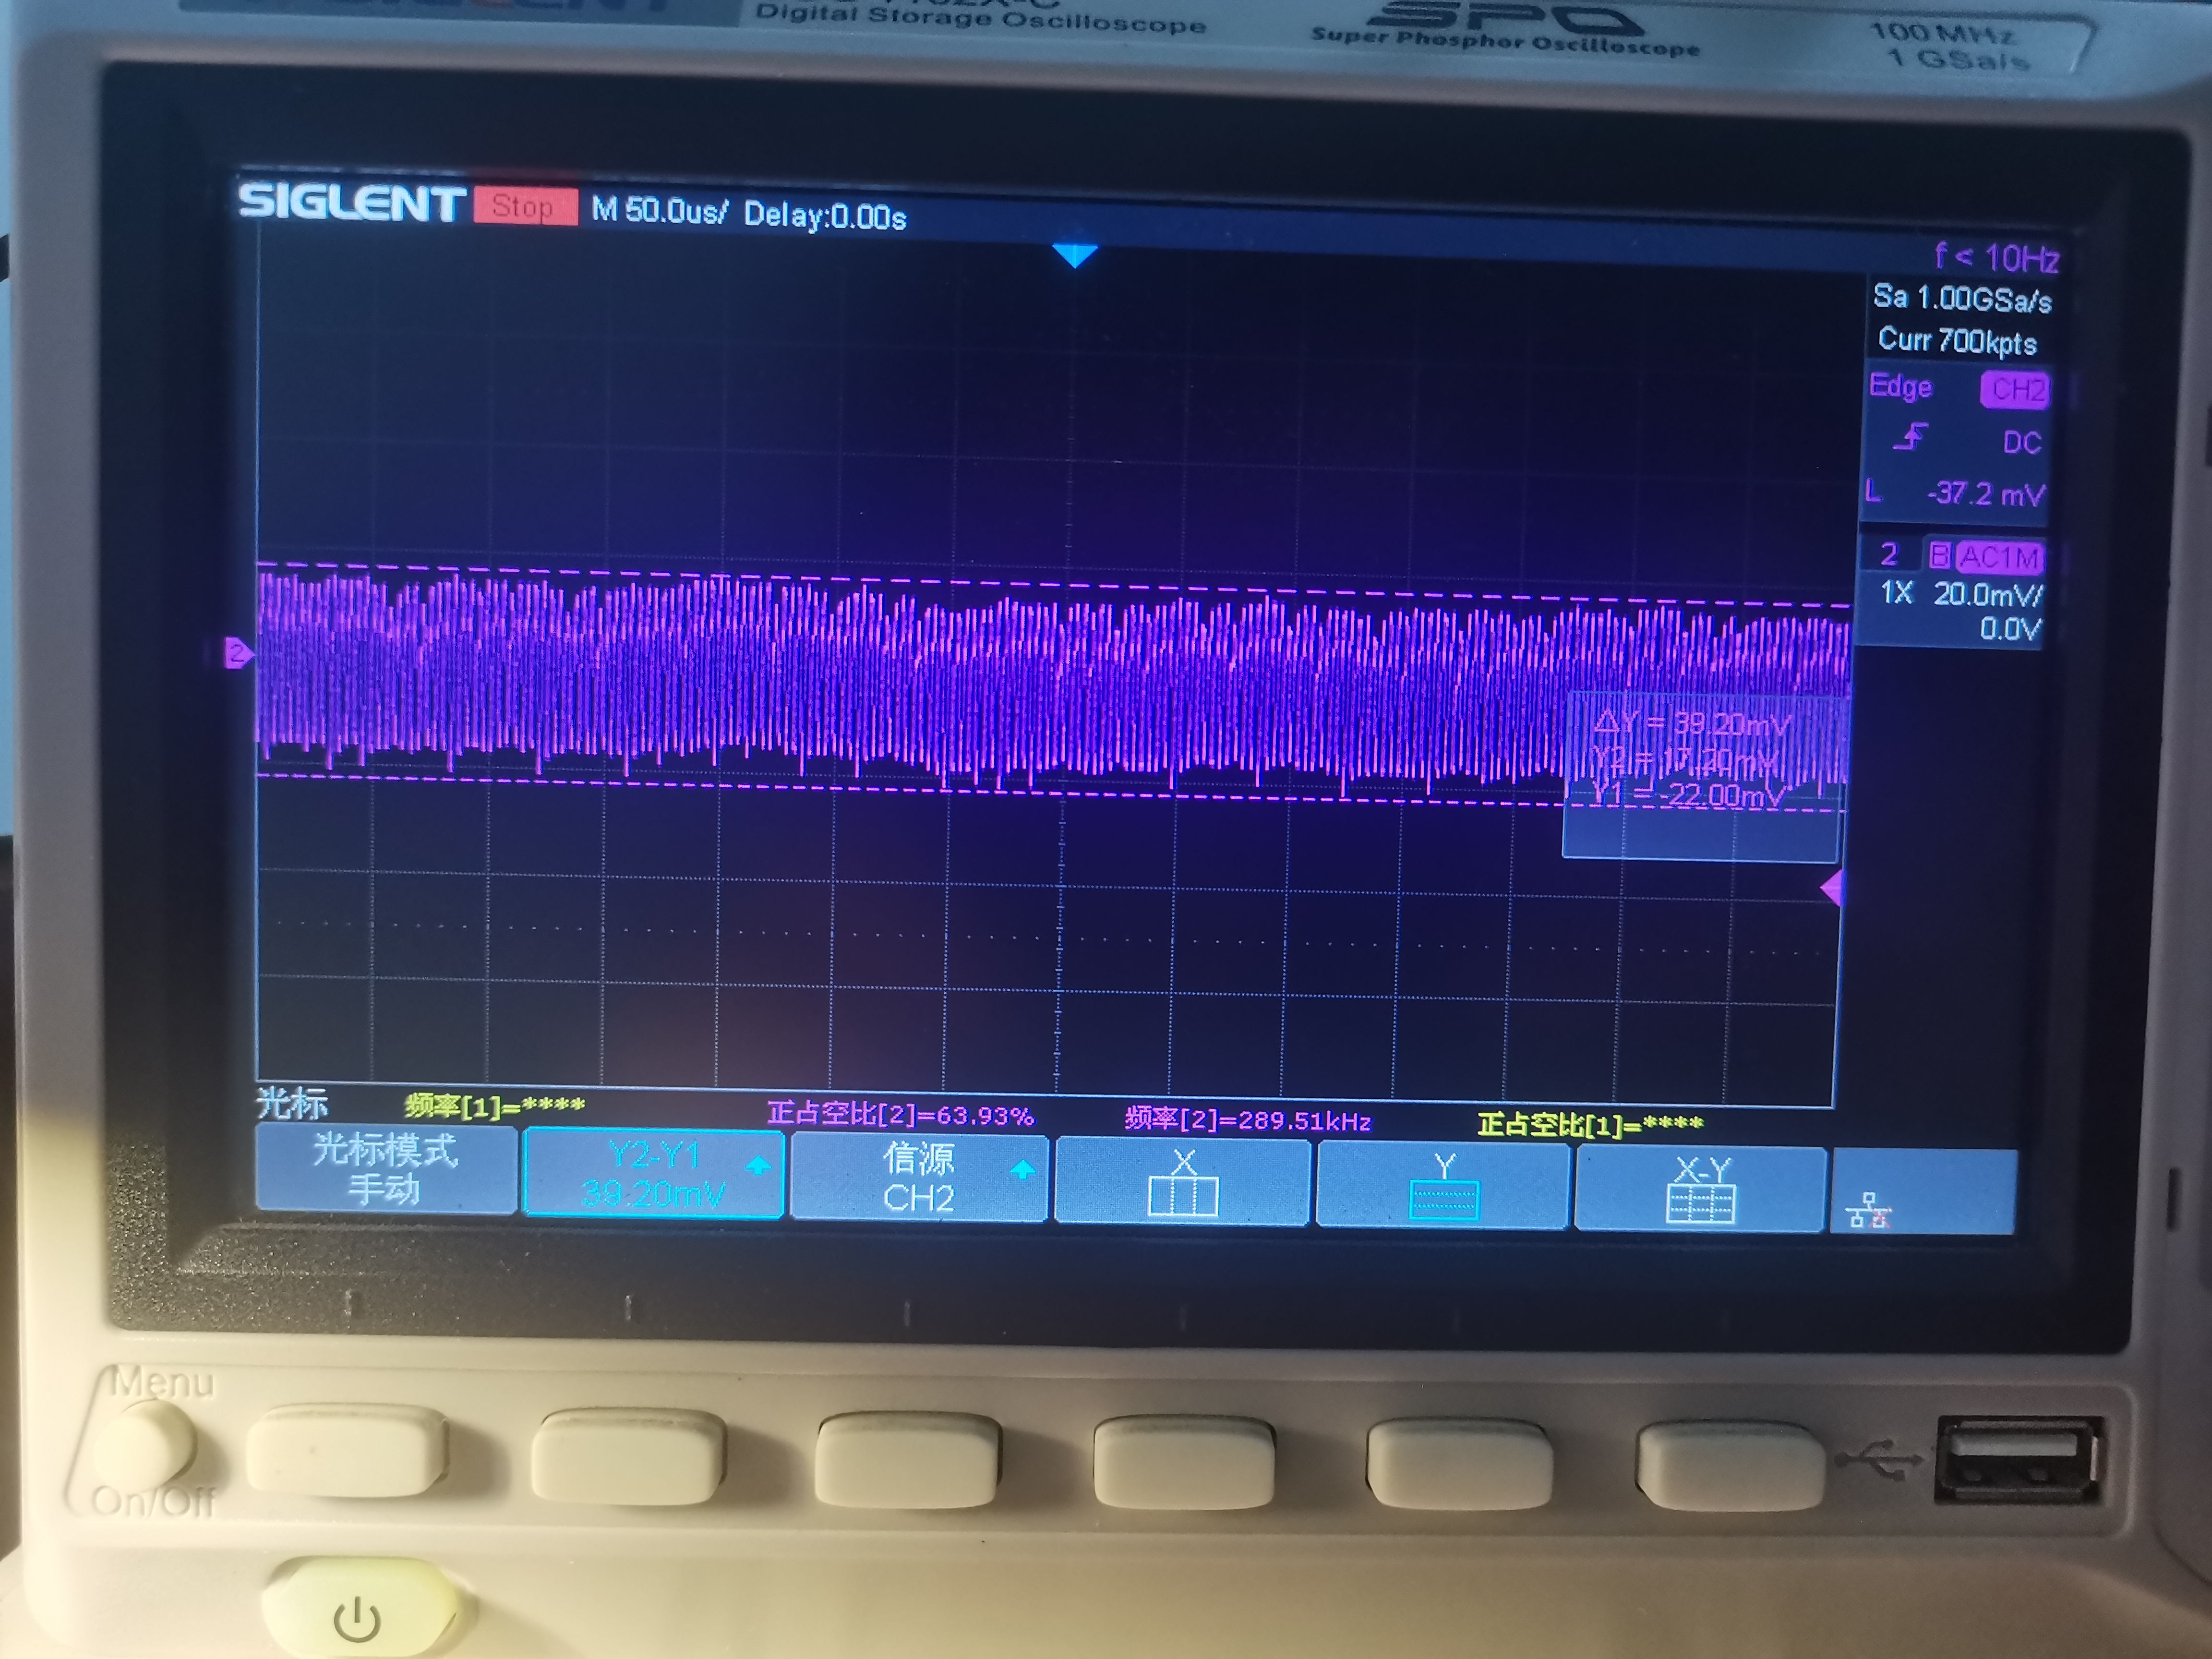 Digital Storage Oscilloscope
SPO
Super Phosphor Oscilloscope
100 MHz
1 GSa/s
SIGLENT Stop M 50.0us/ Delay:0.00s
f < 10Hz
Sa 1.00GSa/s
Curr 700kpts
Edge CH2
DC
L -37.2 mV
2 B AC1M
1X 20.0mV/
0.0V
2
△Y = 39.20mV
Y2 = 17.20mV
Y1 = -22.00mV
光标 频率[1]=**** 正占空比[2]=63.93% 频率[2]=289.51kHz 正占空比[1]=****
光标模式
手动
Y2-Y1
39.20mV
信源
CH2
X
Y
X-Y
Menu
On/Off